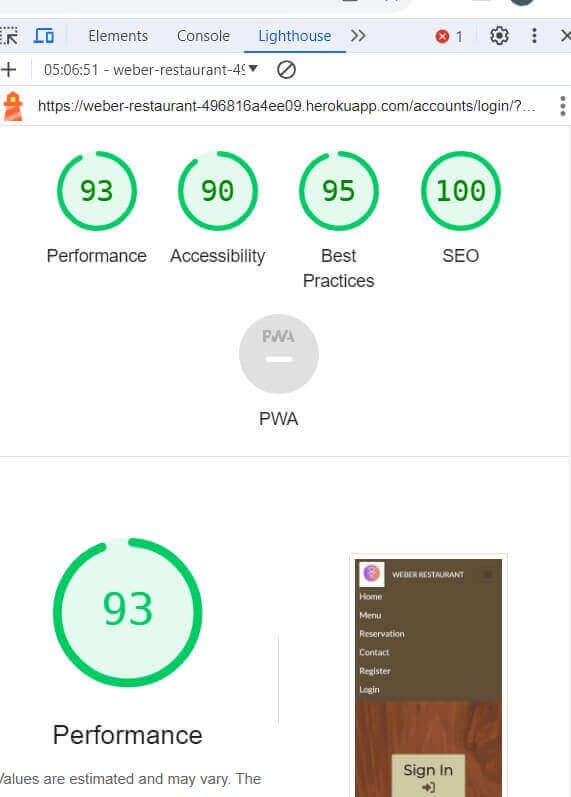 Elements Console Lighthouse 1
05:06:51 - weber-restaurant-49
https://weber-restaurant-496816a4ee09.herokuapp.com/accounts/login/?...
93 90 95 100
Performance Accessibility Best Practices SEO
PWA
PWA
93
Performance
Values are estimated and may vary. The
WEBER RESTAURANT
Home
Menu
Reservation
Contact
Register
Login
Sign In